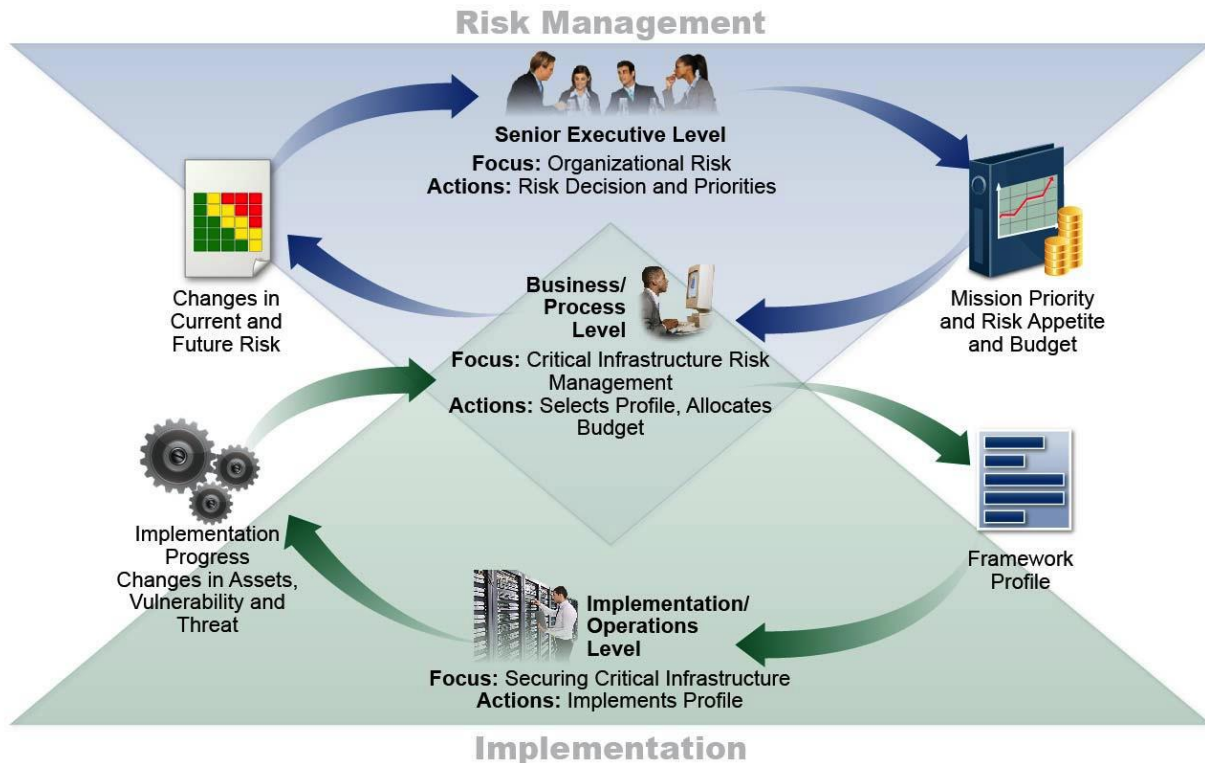 Risk Management
Senior Executive Level
Focus: Organizational Risk
Actions: Risk Decision and Priorities
Changes in
Current and
Future Risk
Mission Priority
and Risk Appetite
and Budget
Business/
Process
Level
Focus: Critical Infrastructure Risk
Management
Actions: Selects Profile, Allocates
Budget
Implementation
Progress
Changes in Assets,
Vulnerability and
Threat
Framework
Profile
Implementation/
Operations
Level
Focus: Securing Critical Infrastructure
Actions: Implements Profile
Implementation